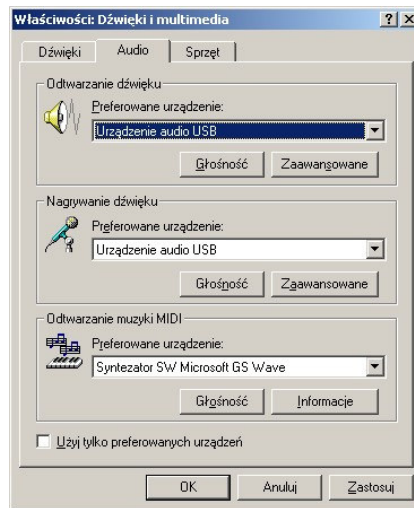 Właściwości: Dźwięki i multimedia
Dźwięki Audio Sprzęt
Odtwarzanie dźwięku
Preferowane urządzenie:
Urządzenie audio USB
Głośność Zaawansowane
Nagrywanie dźwięku
Preferowane urządzenie:
Urządzenie audio USB
Głośność Zaawansowane
Odtwarzanie muzyki MIDI
Preferowane urządzenie:
Syntezator SW Microsoft GS Wave
Głośność Informacje
Użyj tylko preferowanych urządzeń
OK Anuluj Zastosuj